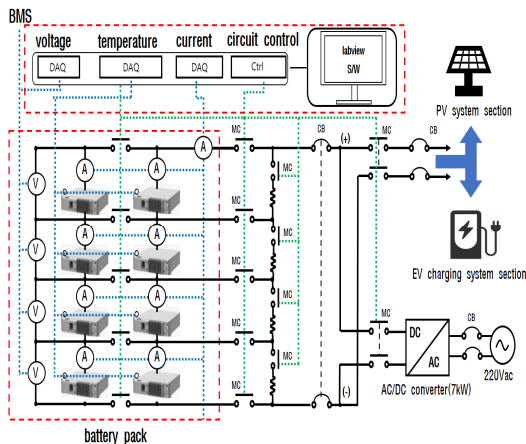 BMS
voltage temperature current circuit control
DAQ DAQ DAQ Ctrl
labview
S/W
PV system section
MC MC CB (+) MC CB
A
A A
V
MC
MC
A A
V
MC
MC
EV charging system section
A A
V
MC
MC
MC CB
A A
DC
AC
V
MC
MC
220Vac
AC/DC converter(7kW)
(-)
battery pack